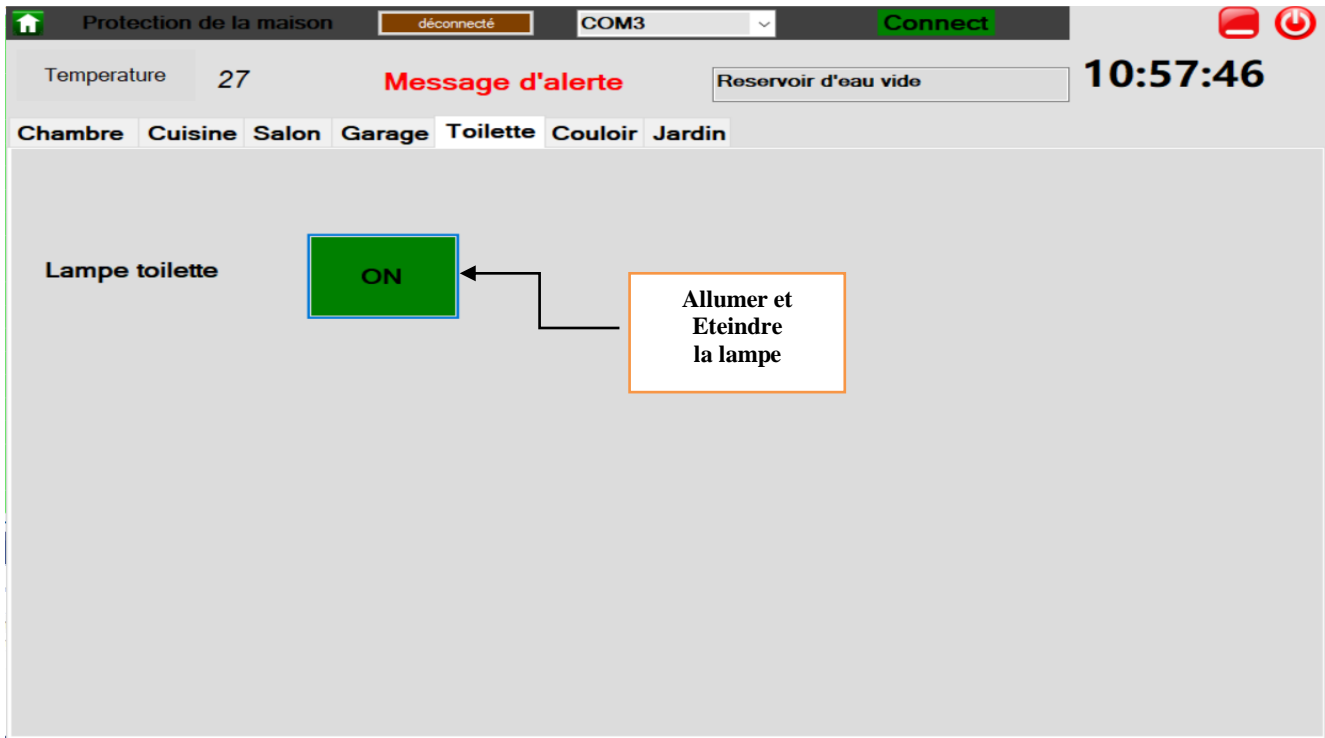 Protection de la maison déconnecté COM3 Connect
Temperature 27 Message d'alerte Reservoir d'eau vide 10:57:46
Chambre Cuisine Salon Garage Toilette Couloir Jardin
Lampe toilette ON
Allumer et
Eteindre
la lampe